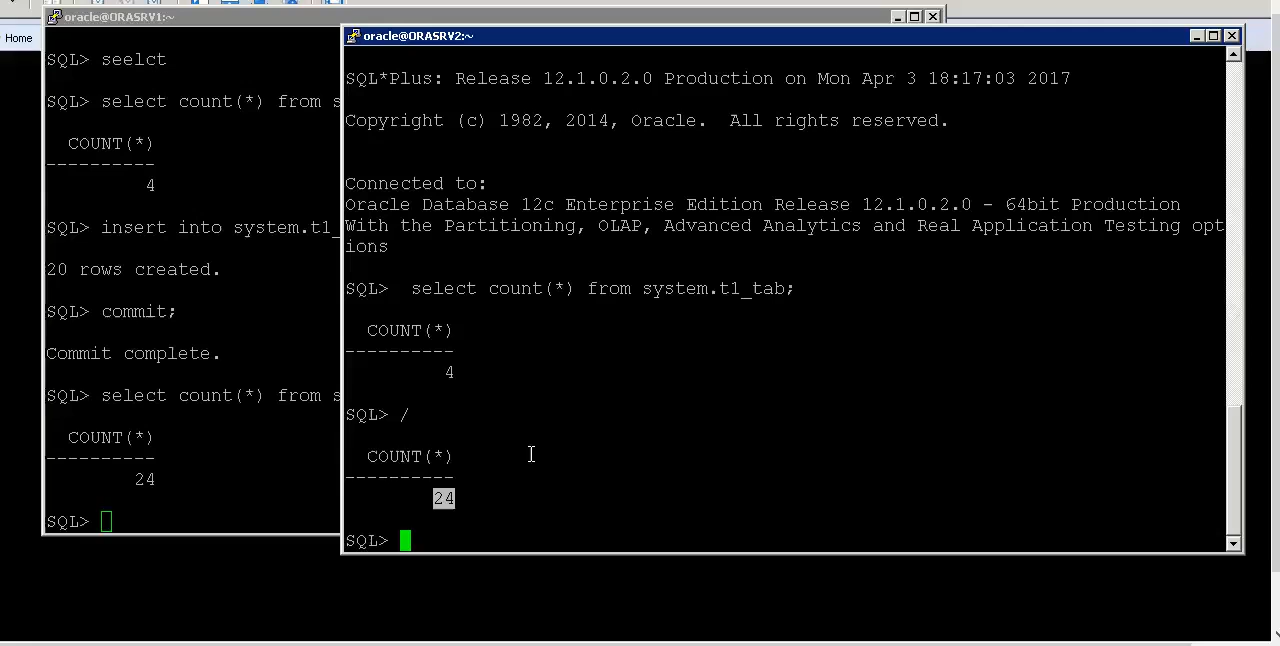 oracle@ORASRV1:~
Home
SQL> seelct
SQL> select count(*) from s
COUNT(*)
----------
4
SQL> insert into system.t1_
20 rows created.
SQL> commit;
Commit complete.
SQL> select count(*) from s
COUNT(*)
----------
24
SQL>
oracle@ORASRV2:~
SQL*Plus: Release 12.1.0.2.0 Production on Mon Apr 3 18:17:03 2017
Copyright (c) 1982, 2014, Oracle.  All rights reserved.
Connected to:
Oracle Database 12c Enterprise Edition Release 12.1.0.2.0 - 64bit Production
With the Partitioning, OLAP, Advanced Analytics and Real Application Testing opt
ions
SQL>  select count(*) from system.t1_tab;
COUNT(*)
----------
4
SQL> /
COUNT(*)
----------
24
SQL>